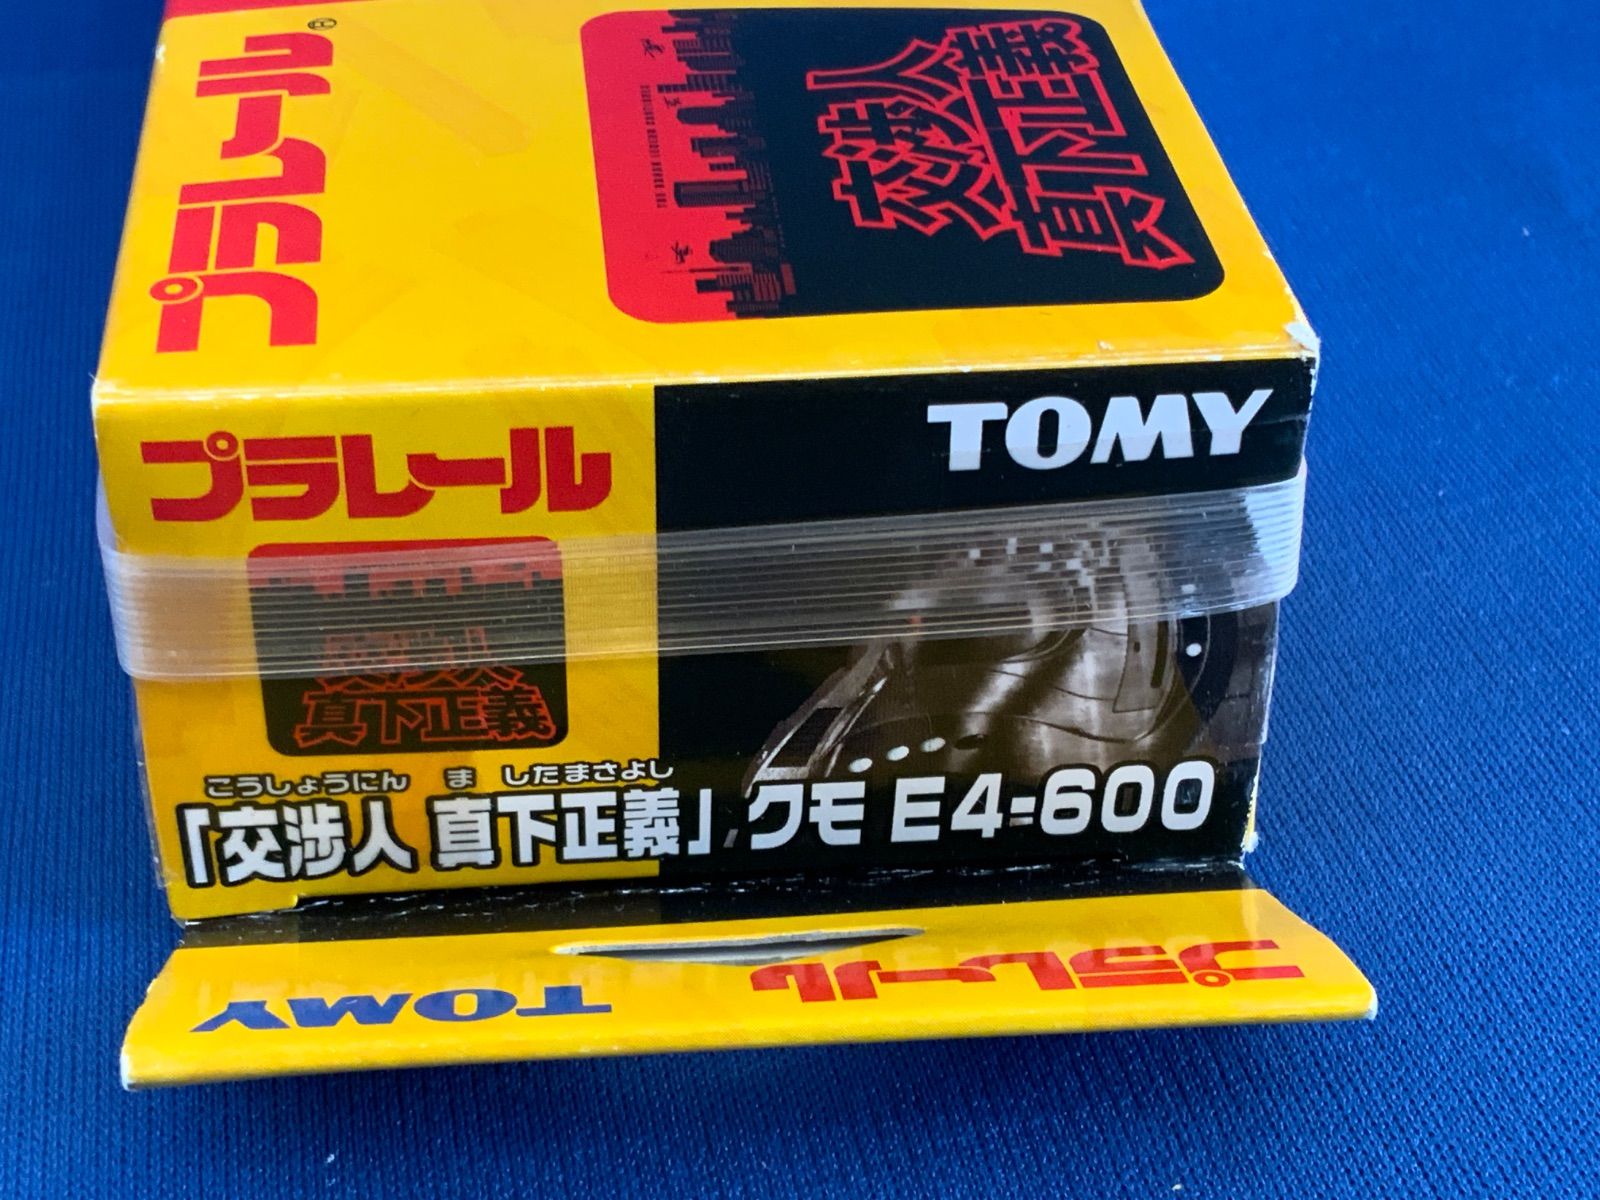 プラレール®
交渉人
真下正義
プラレール
TOMY
交渉人
真下正義
こうしょうにん ま したまさよし
「交渉人 真下正義」クモ E4-600
プラレール
TOMY